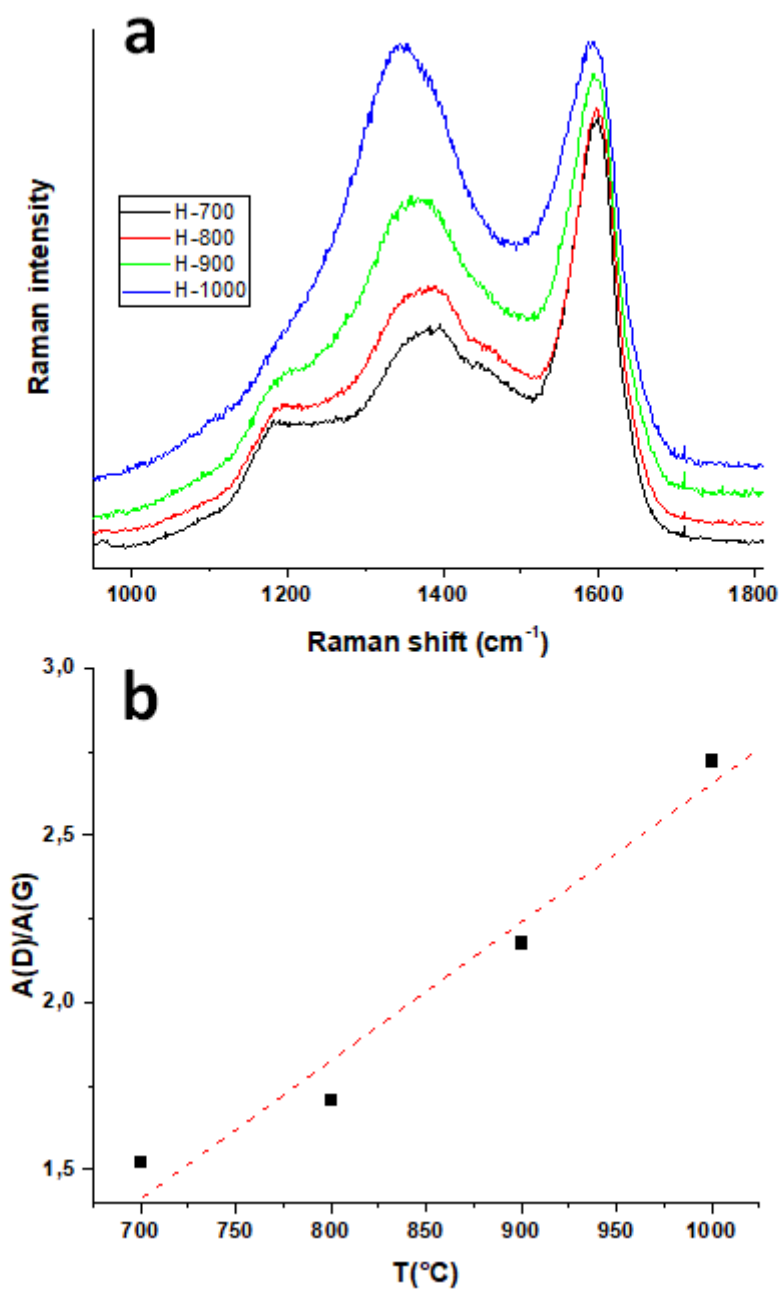 a
Raman intensity
H-700
H-800
H-900
H-1000
1000 1200 1400 1600 1800
Raman shift (cm⁻¹)
b
A(D)/A(G)
3,0
2,5
2,0
1,5
700 750 800 850 900 950 1000
T(°C)